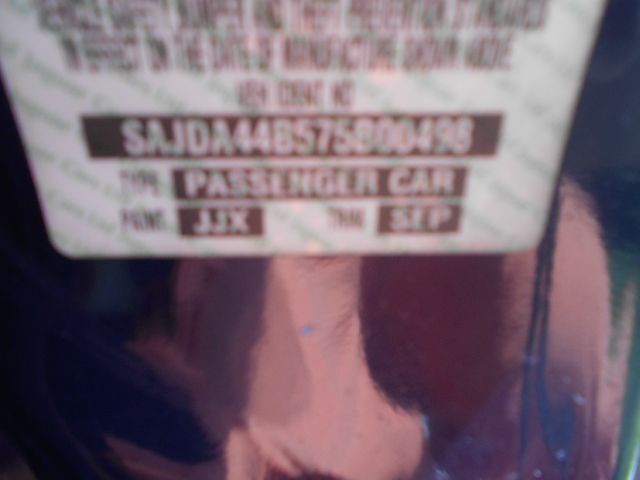 VEHICLE SAFETY, BUMPER AND THEFT PREVENTION STANDARDS
IN EFFECT ON THE DATE OF MANUFACTURE SHOWN ABOVE.
VEH IDENT NO
SAJDA44B575B00498
TYPE: PASSENGER CAR
PAINT: JJX TRIM SEP